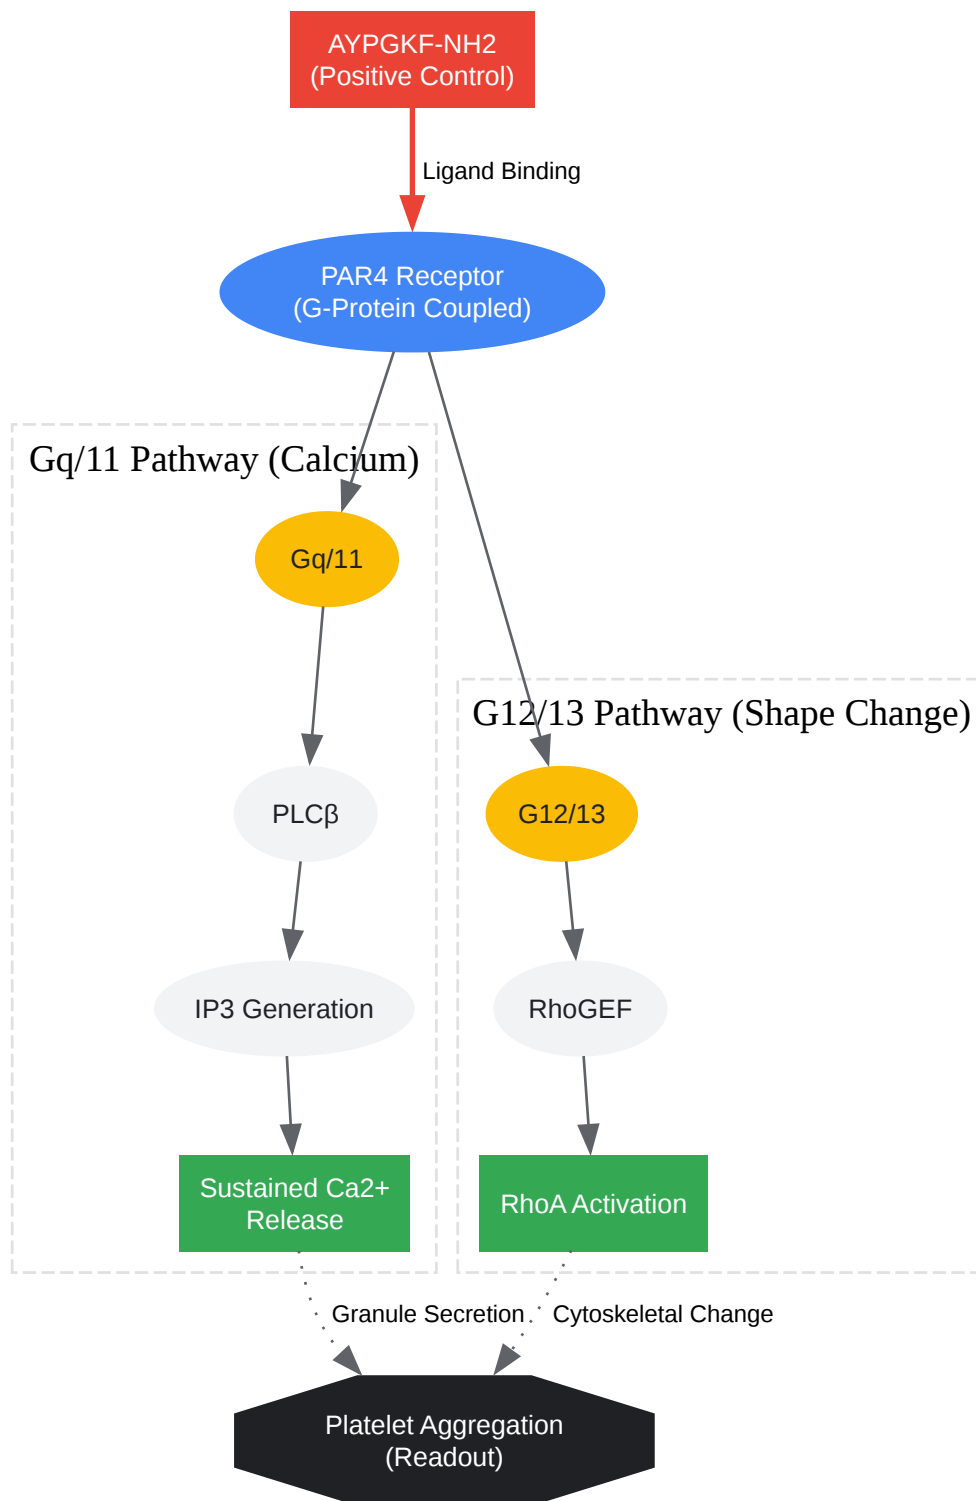 AYPGKF-NH2
(Positive Control)
Ligand Binding
PAR4 Receptor
(G-Protein Coupled)
Gq/11 Pathway (Calcium)
Gq/11
G12/13 Pathway (Shape Change)
PLCβ
G12/13
IP3 Generation
RhoGEF
Sustained Ca2+
Release
RhoA Activation
Granule Secretion
Cytoskeletal Change
Platelet Aggregation
(Readout)